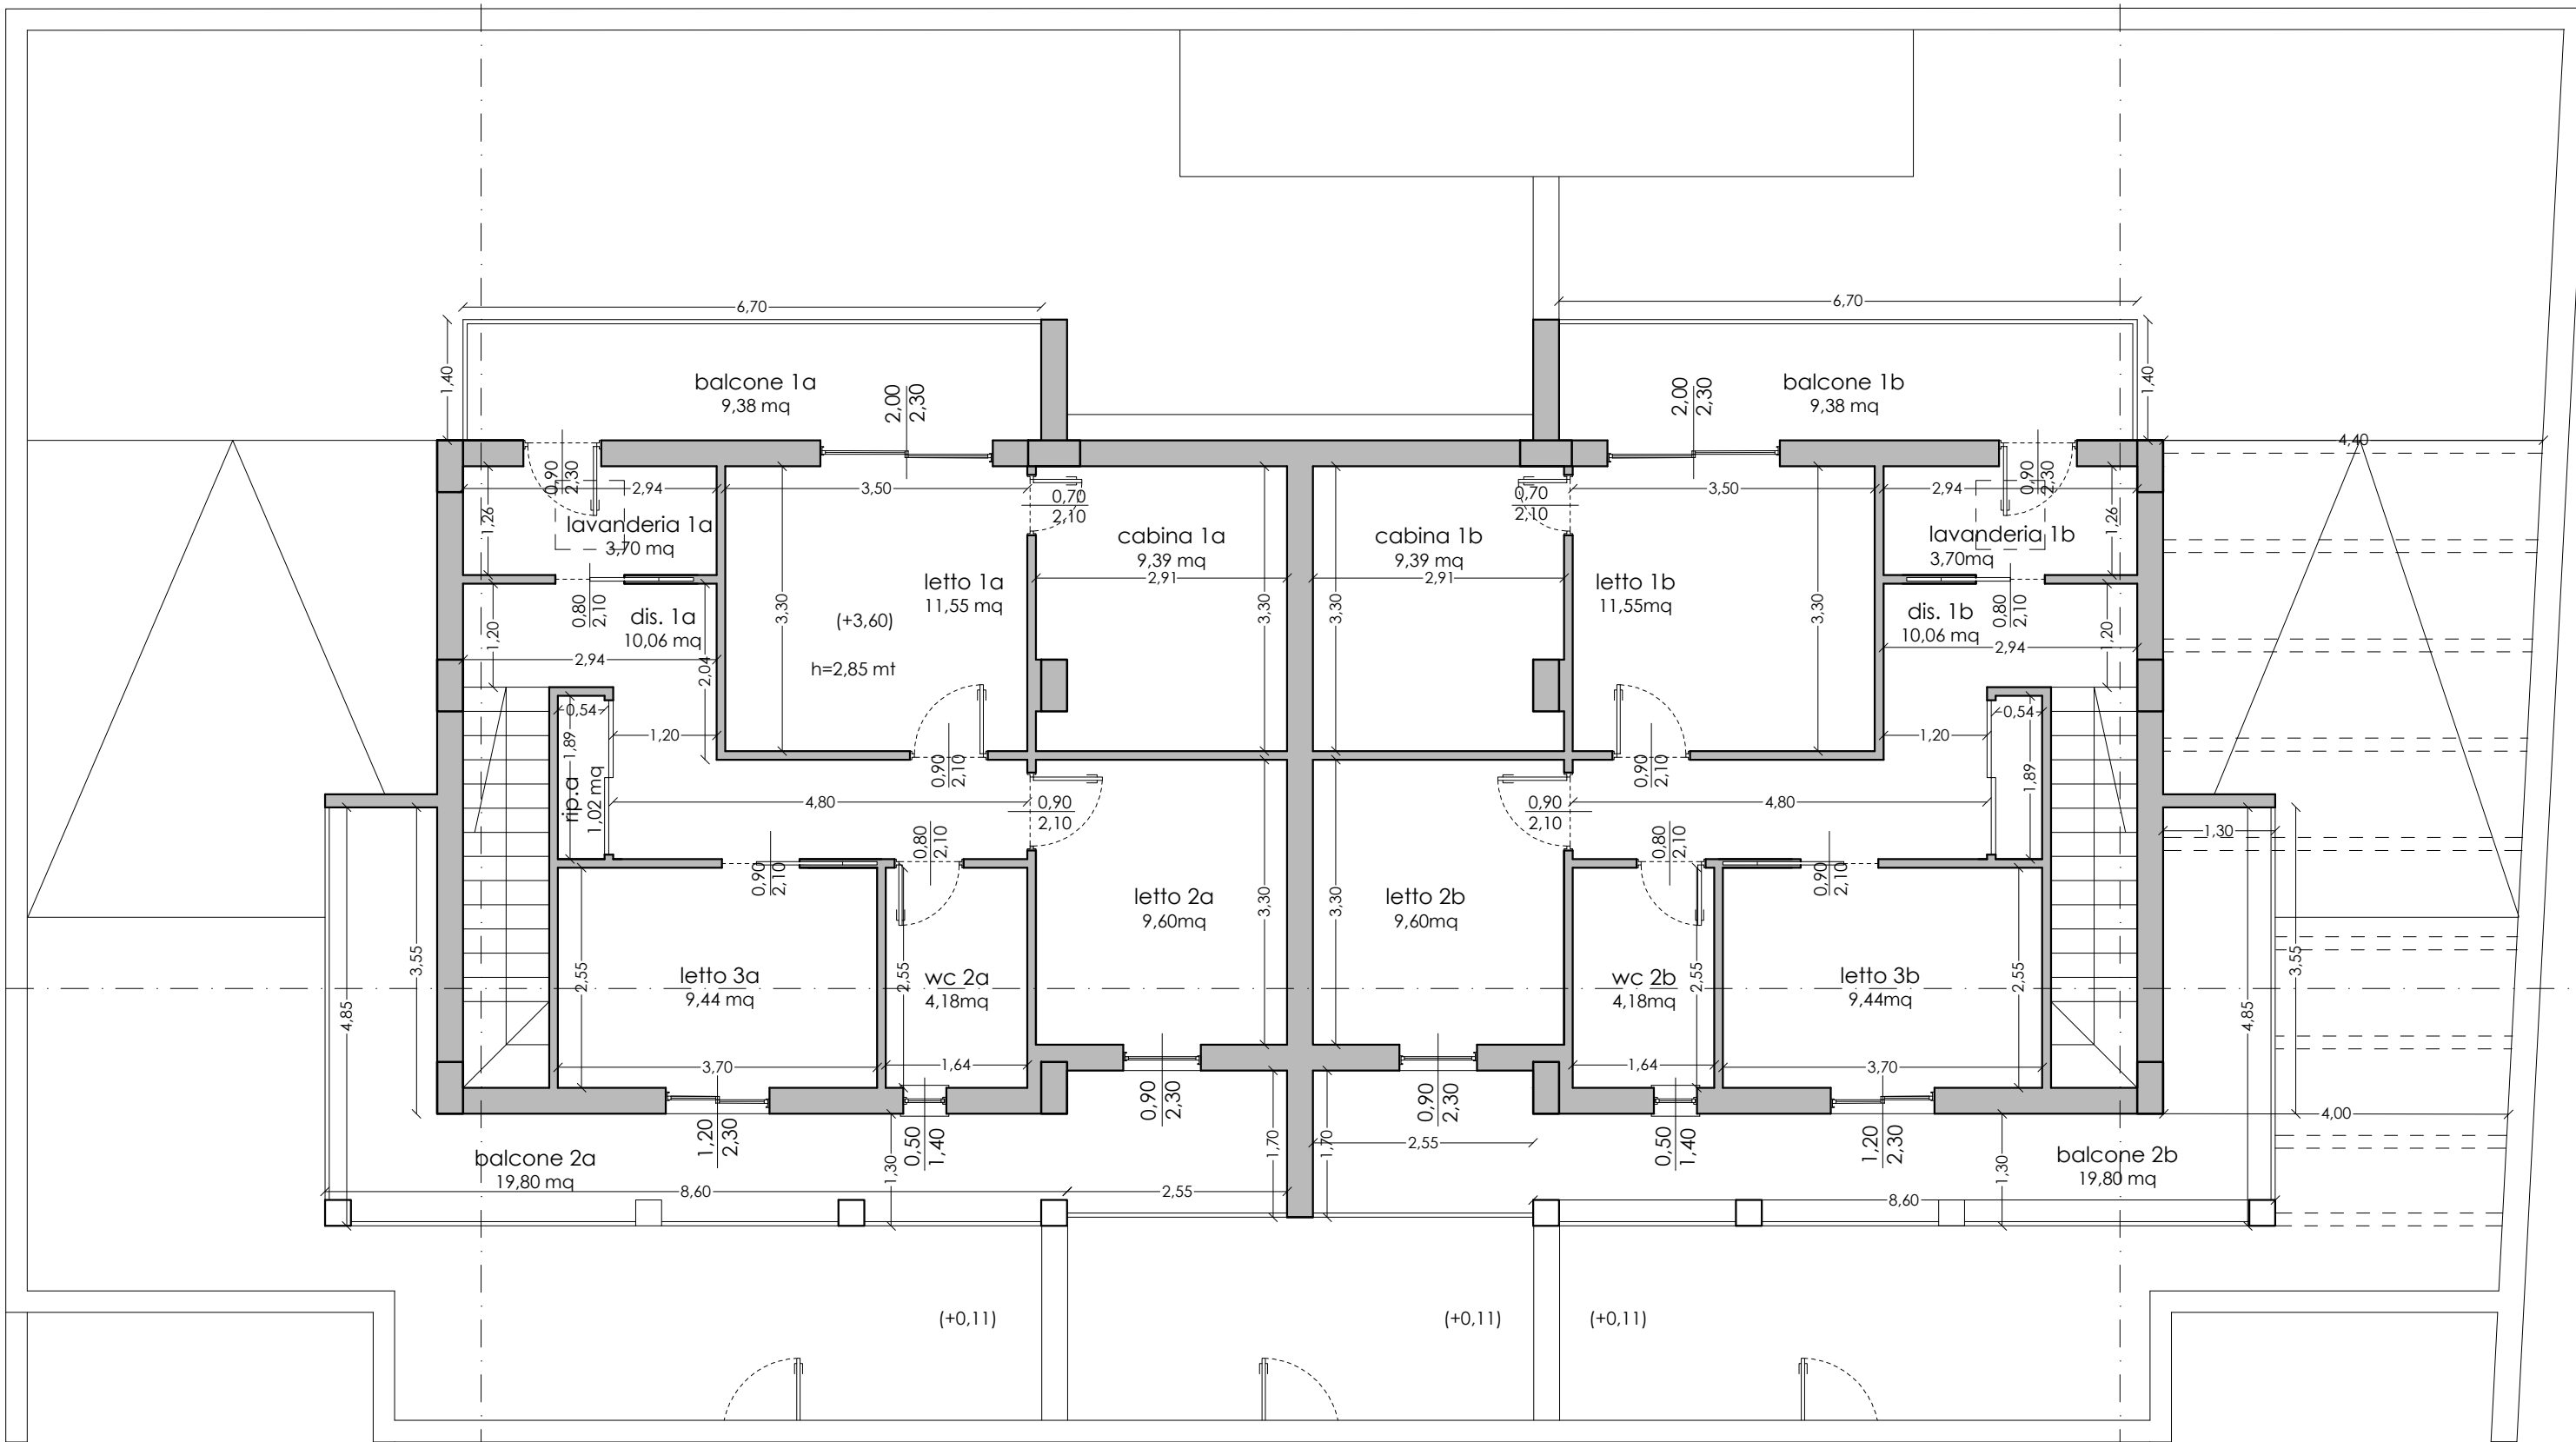 6,70
6,70
1,40
balcone 1a
9,38 mq
2,00
2,30
2,00
2,30
balcone 1b
9,38 mq
1,40
4,40
0,90
2,30
2,94
3,50
0,70
2,10
0,70
2,10
3,50
2,94
0,90
2,30
1,26
lavanderia 1a
3,70 mq
cabina 1a
9,39 mq
2,91
cabina 1b
9,39 mq
2,91
lavanderia 1b
3,70mq
1,26
letto 1a
11,55 mq
letto 1b
11,55mq
0,80
2,10
dis. 1a
10,06 mq
1,20
2,94
2,04
3,30
(+3,60)
h=2,85 mt
3,30
3,30
3,30
dis. 1b
10,06 mq
0,80
2,10
1,20
2,94
0,54
1,89
rip.a
1,02 mq
1,20
1,20
0,54
1,89
0,90
2,10
0,90
2,10
4,80
0,90
2,10
0,90
2,10
4,80
1,30
0,90
2,10
0,80
2,10
0,80
2,10
0,90
2,10
letto 2a
9,60mq
3,30
3,30
letto 2b
9,60mq
4,85
3,55
2,55
letto 3a
9,44 mq
2,55
wc 2a
4,18mq
wc 2b
4,18mq
2,55
letto 3b
9,44mq
2,55
4,85
3,55
3,70
1,64
1,64
3,70
0,90
2,30
0,90
2,30
4,00
1,20
2,30
0,50
1,40
1,70
1,70
2,55
0,50
1,40
1,20
2,30
balcone 2a
19,80 mq
1,30
balcone 2b
19,80 mq
1,30
8,60
2,55
8,60
(+0,11)
(+0,11)
(+0,11)